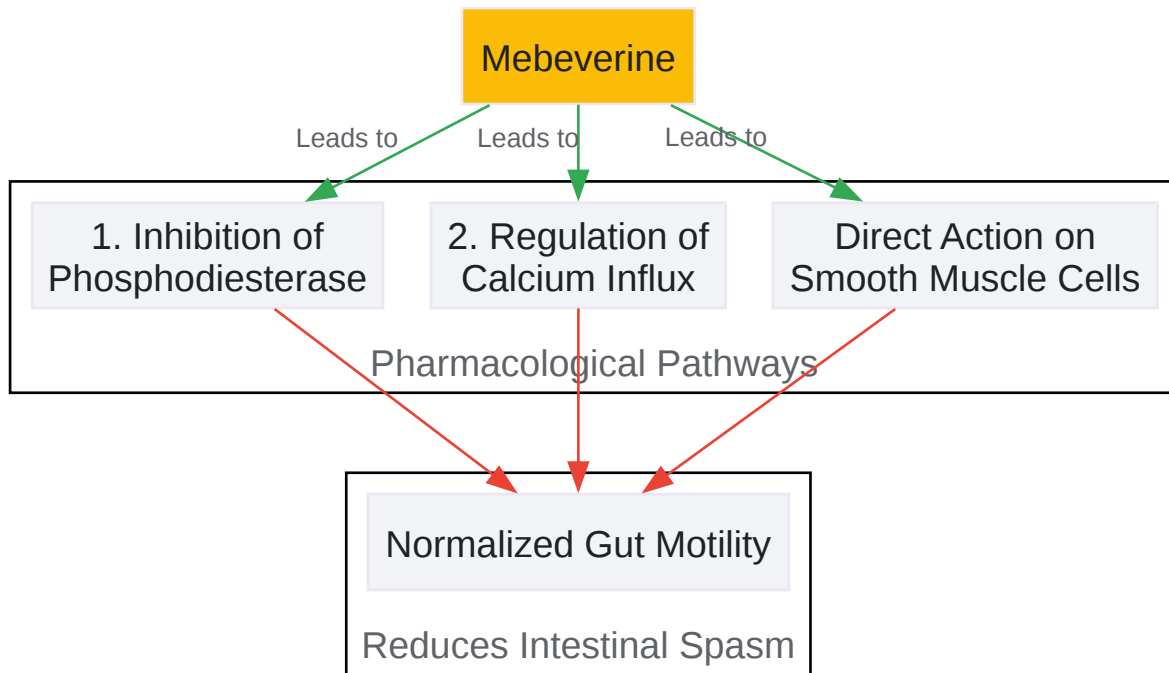 Mebeverine
Leads to
Leads to
Leads to
1. Inhibition of
Phosphodiesterase
2. Regulation of
Calcium Influx
Direct Action on
Smooth Muscle Cells
Pharmacological Pathways
Normalized Gut Motility
Reduces Intestinal Spasm